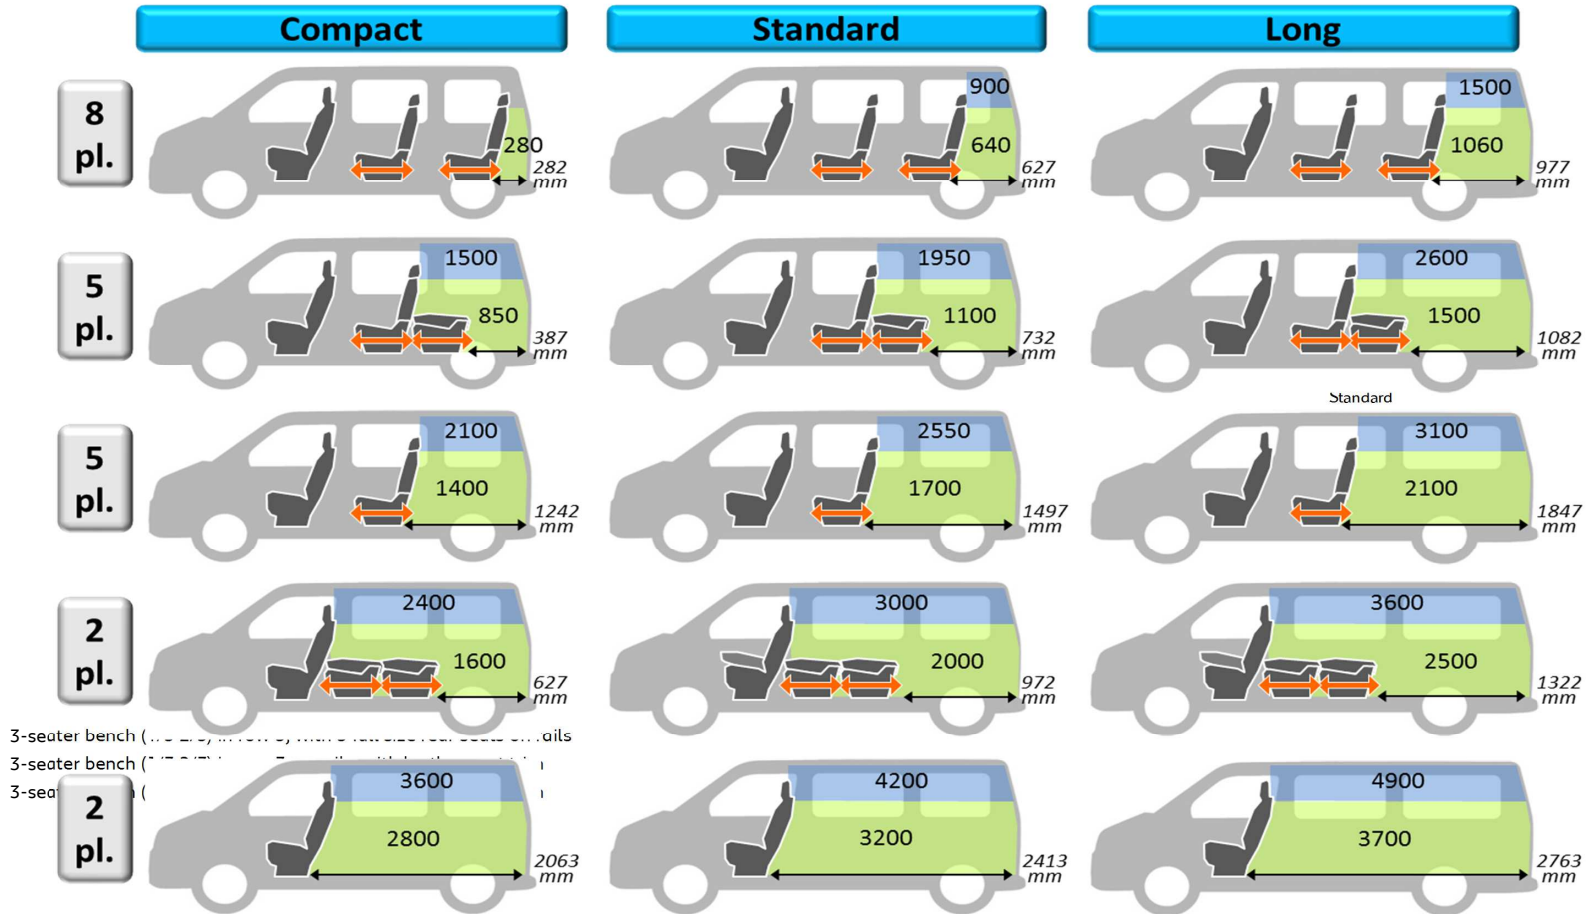 Compact
Standard
Long
8
pl.
280
282
mm
900
640
627
mm
1500
1060
977
mm
5
pl.
1500
850
387
mm
1950
1100
732
mm
2600
1500
1082
mm
Standard
5
pl.
2100
1400
1242
mm
2550
1700
1497
mm
3100
2100
1847
mm
2
pl.
2400
1600
627
mm
3000
2000
972
mm
3600
2500
1322
mm
3-seater bench (
3-seater bench (
2
pl.
3600
2800
2063
mm
4200
3200
2413
mm
4900
3700
2763
mm